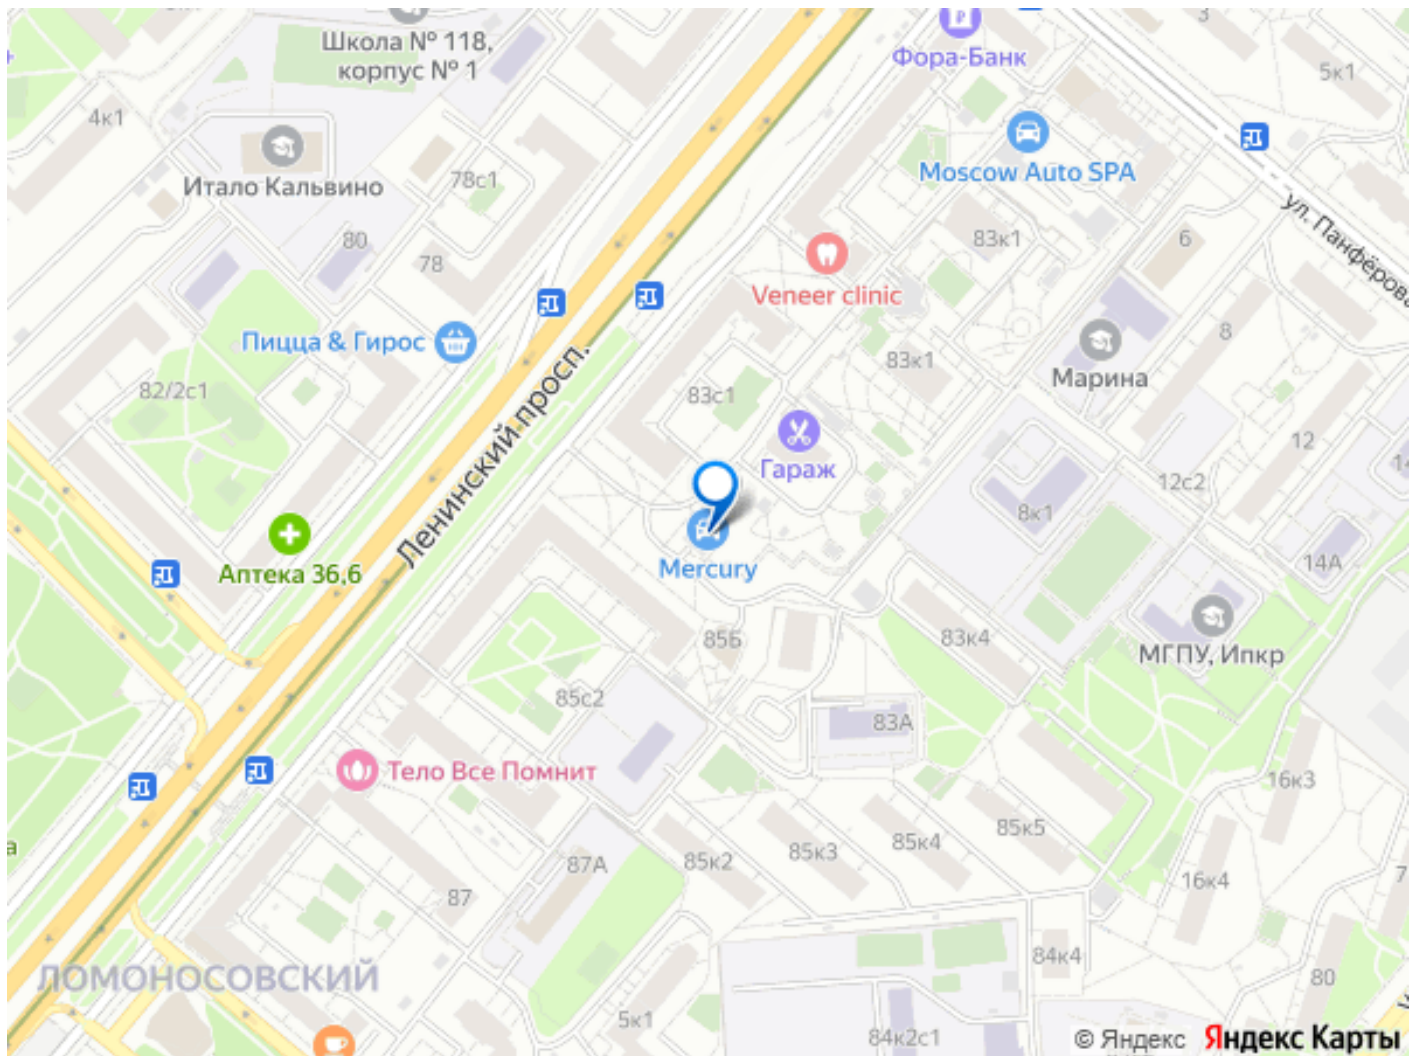 3
Школа № 118,
корпус № 1
Фора-Банк
5к1
4к1
Moscow Auto SPA
Итало Кальвино
78с1
ул. Панфёрова
80
83к1
6
78
Veneer clinic
Пицца & Гирос
8
83к1
Марина
82/2с1
83с1
Ленинский просп.
12
Гараж
12с2
8к1
Mercury
Аптека 36,6
14А
85Б
83к4
МГПУ, Ипкр
85с2
83А
Тело Все Помнит
16к3
85к5
85к4
85к3
85к2
87А
87
16к4
7
84к4
ЛОМОНОСОВСКИЙ
80
5к1
84к2с1
© Яндекс Яндекс Карты